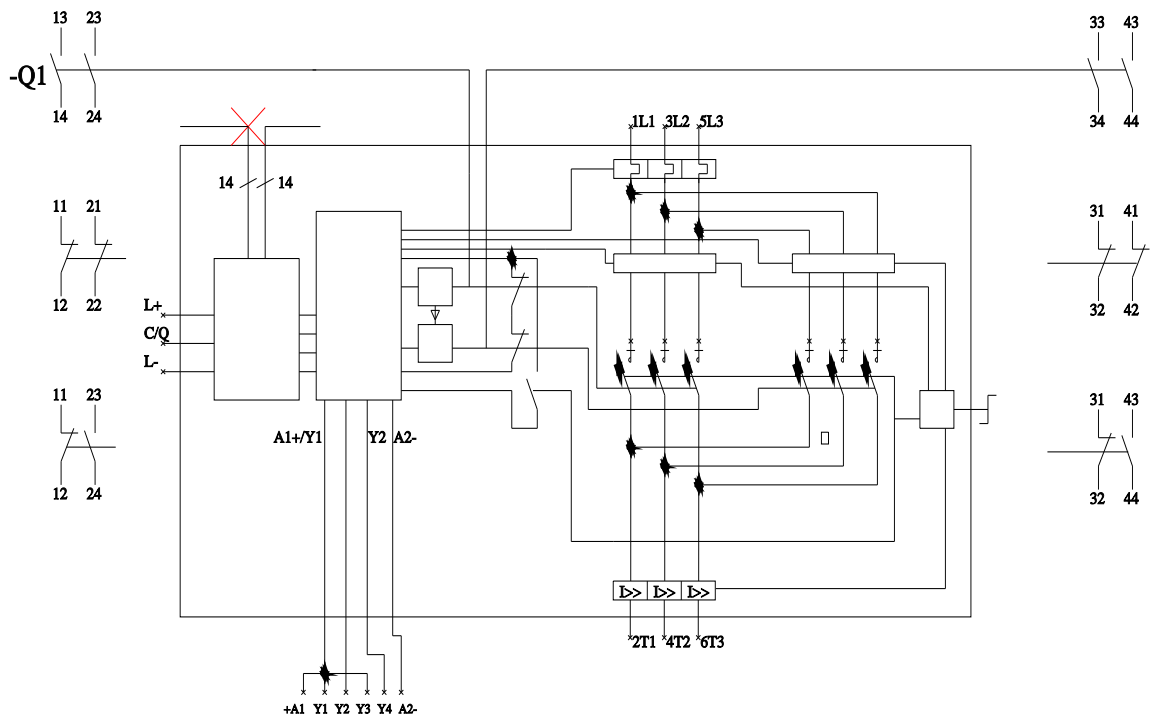 13 23
33 43
-Q1
14 24
34 44
1L1 3L2 5L3
14 14
11 21
31 41
12 22
32 42
L+
C/Q
L-
11 23
31 43
A1+/Y1 Y2 A2-
12 24
32 44
I>> I>> I>>
2T1 4T2 6T3
+A1 Y1 Y2 Y3 Y4 A2-